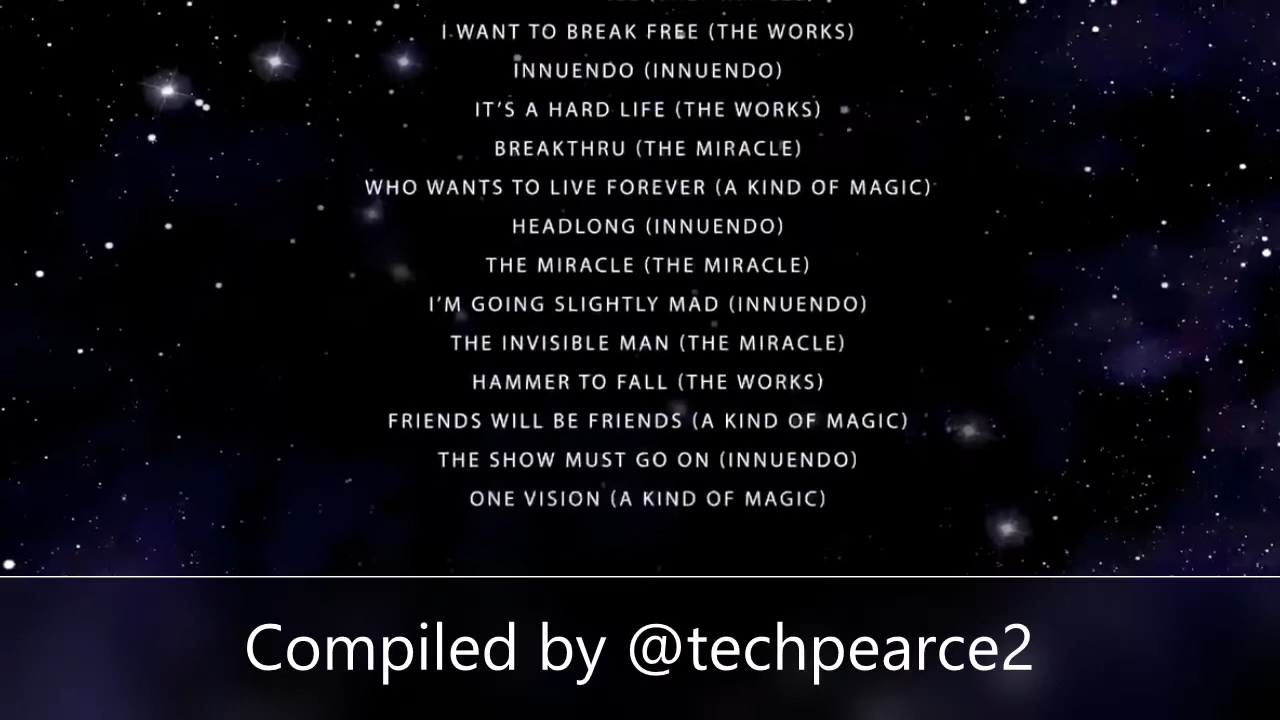 I WANT TO BREAK FREE (THE WORKS)
INNUENDO (INNUENDO)
IT'S A HARD LIFE (THE WORKS)
BREAKTHRU (THE MIRACLE)
WHO WANTS TO LIVE FOREVER (A KIND OF MAGIC)
HEADLONG (INNUENDO)
THE MIRACLE (THE MIRACLE)
I'M GOING SLIGHTLY MAD (INNUENDO)
THE INVISIBLE MAN (THE MIRACLE)
HAMMER TO FALL (THE WORKS)
FRIENDS WILL BE FRIENDS (A KIND OF MAGIC)
THE SHOW MUST GO ON (INNUENDO)
ONE VISION (A KIND OF MAGIC)
Compiled by @techpearce2